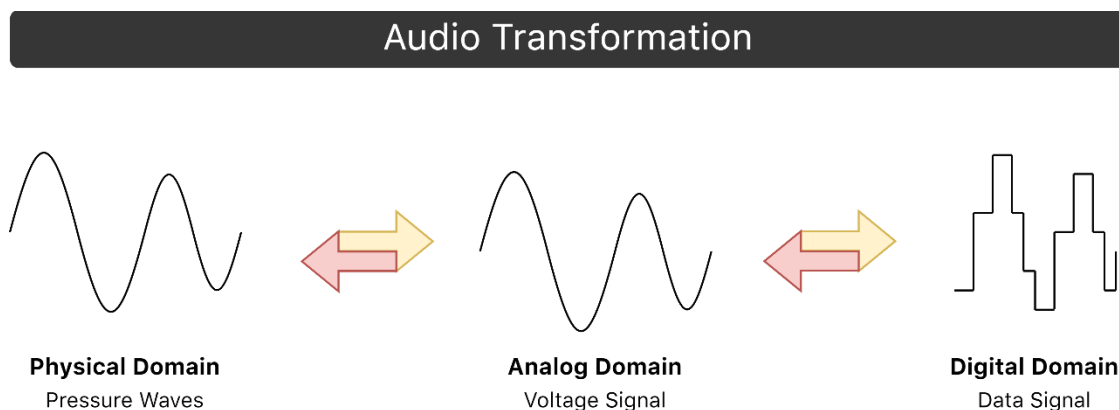 Audio Transformation
Physical Domain
Pressure Waves
Analog Domain
Voltage Signal
Digital Domain
Data Signal